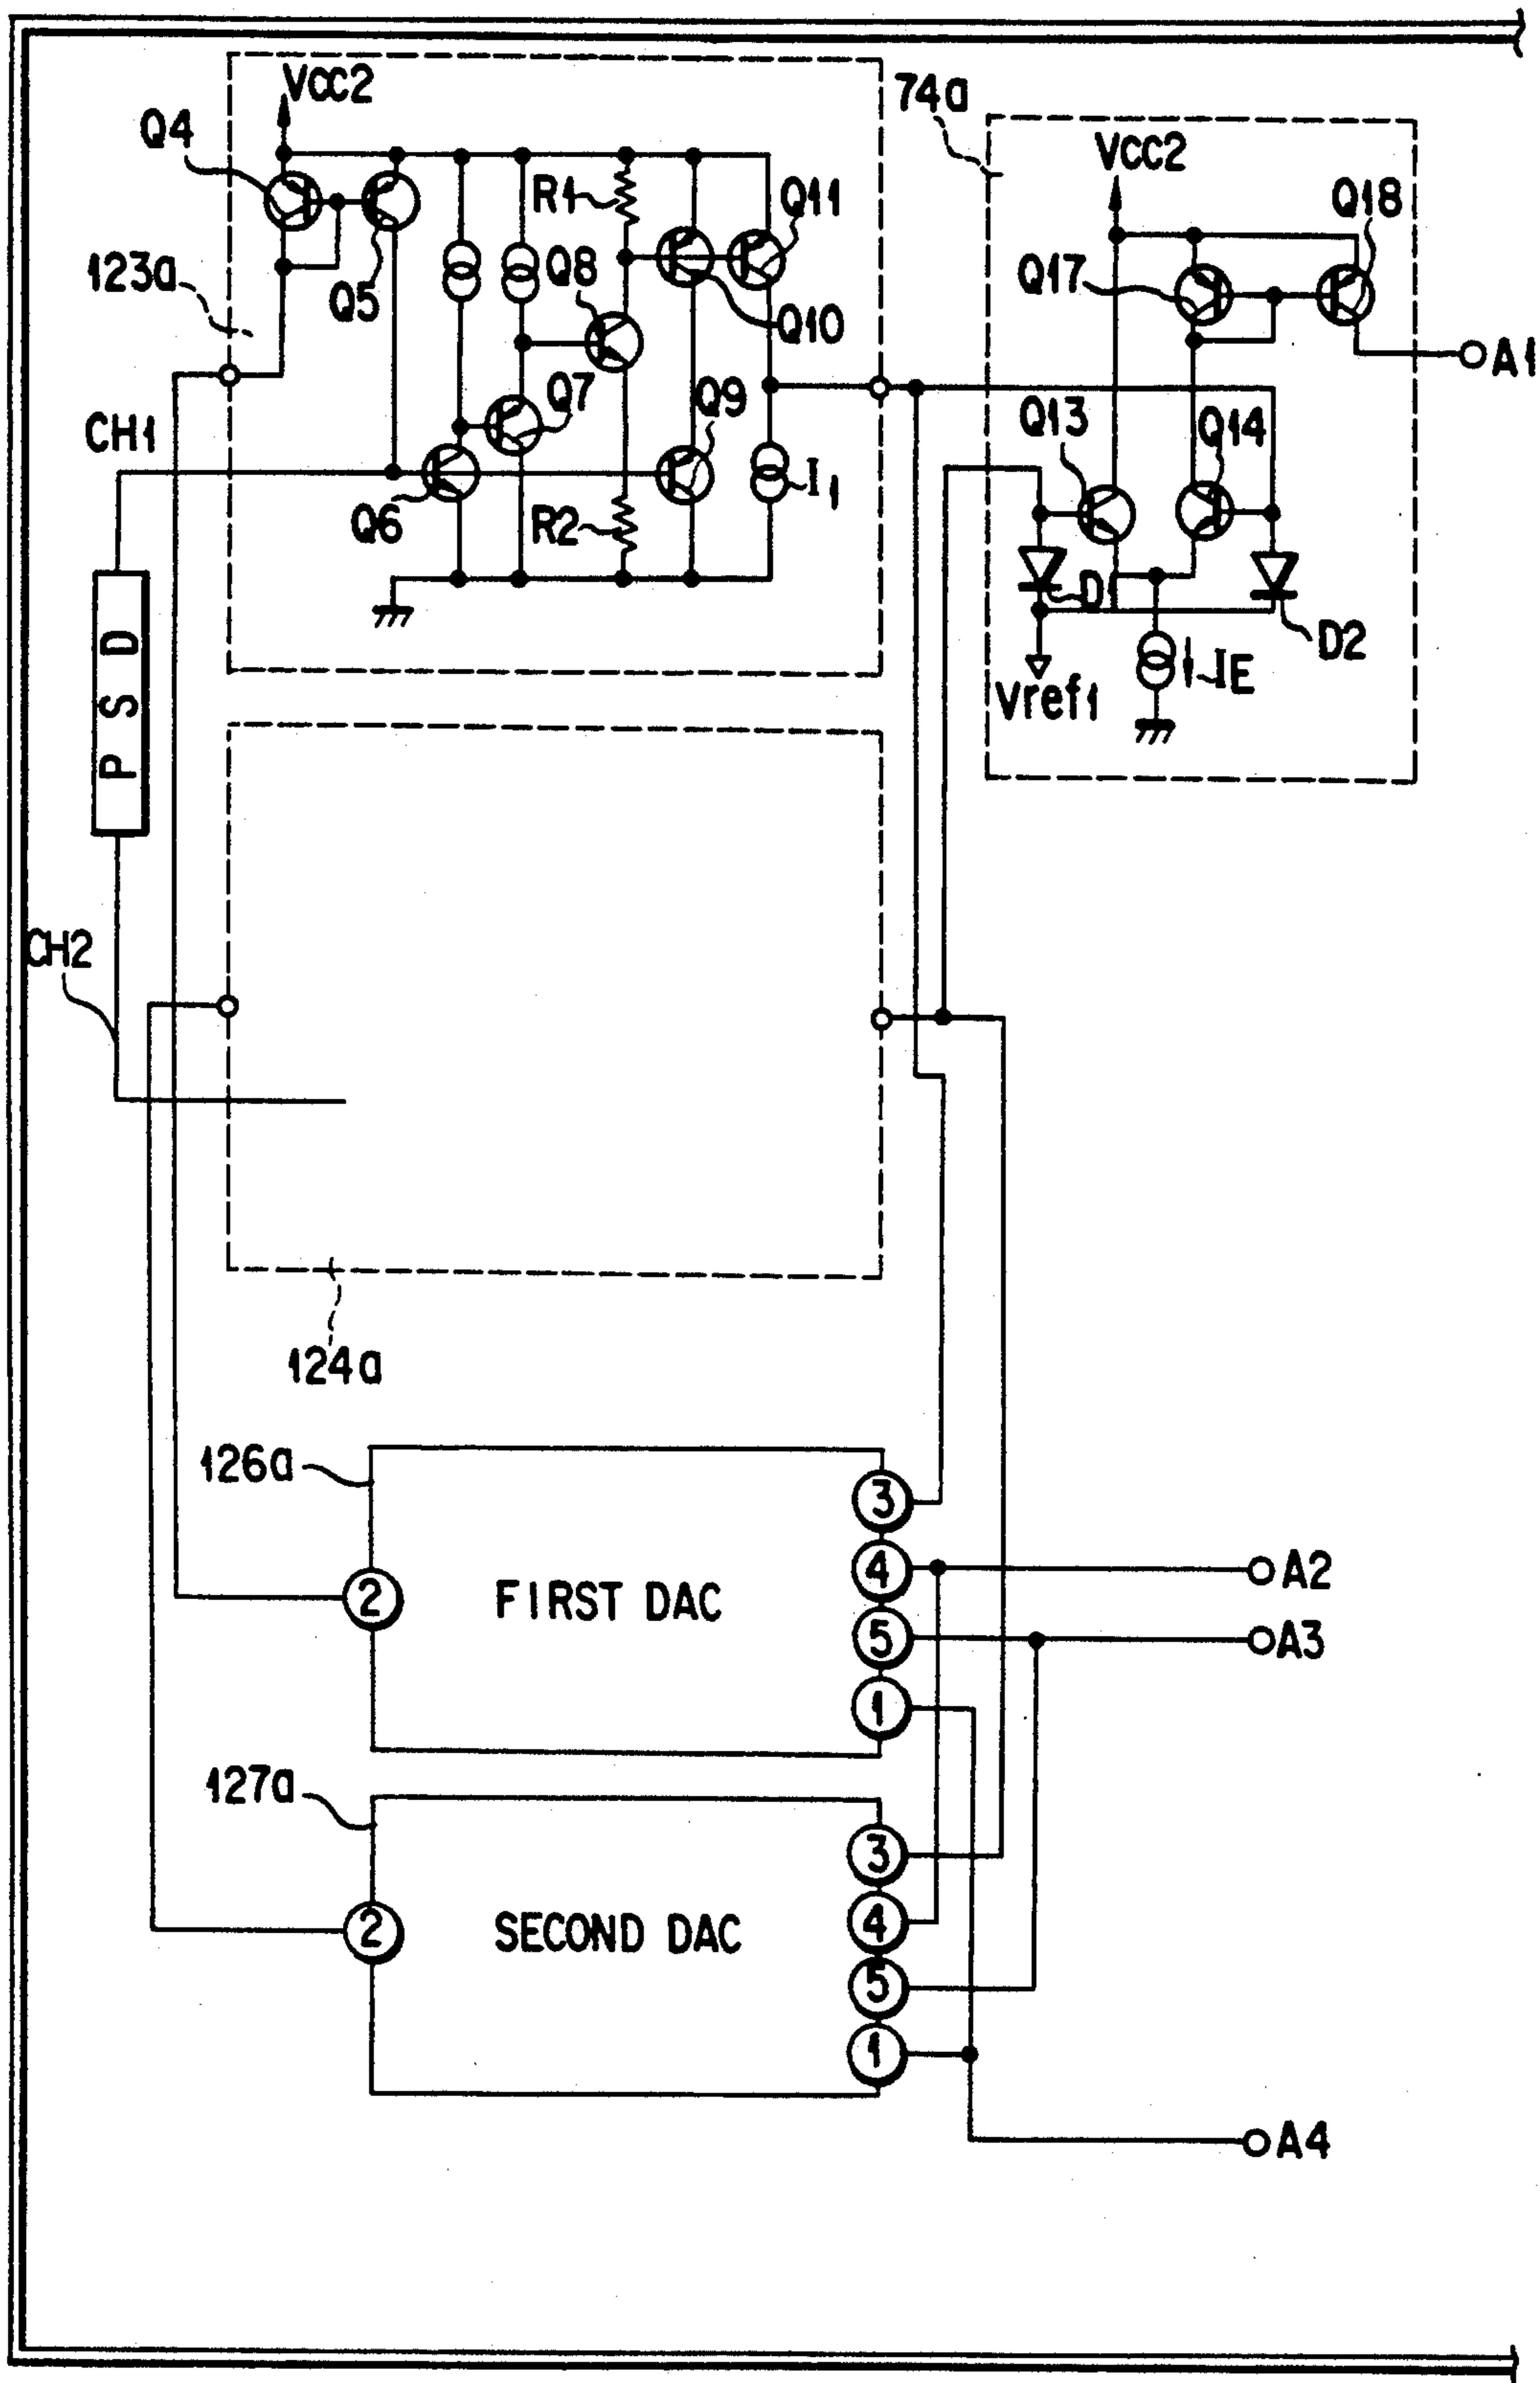 VCC2
Q4
123a
Q5
R1
Q8
Q11
Q10
Q7
Q9
CH1
Q6
R2
I1
PSD
CH2
74a
VCC2
Q18
Q17
A1
Q13
Q14
D1
D2
Vref1
IE
124a
126a
3
4
A2
2
FIRST DAC
5
A3
1
127a
3
2
SECOND DAC
4
5
1
A4